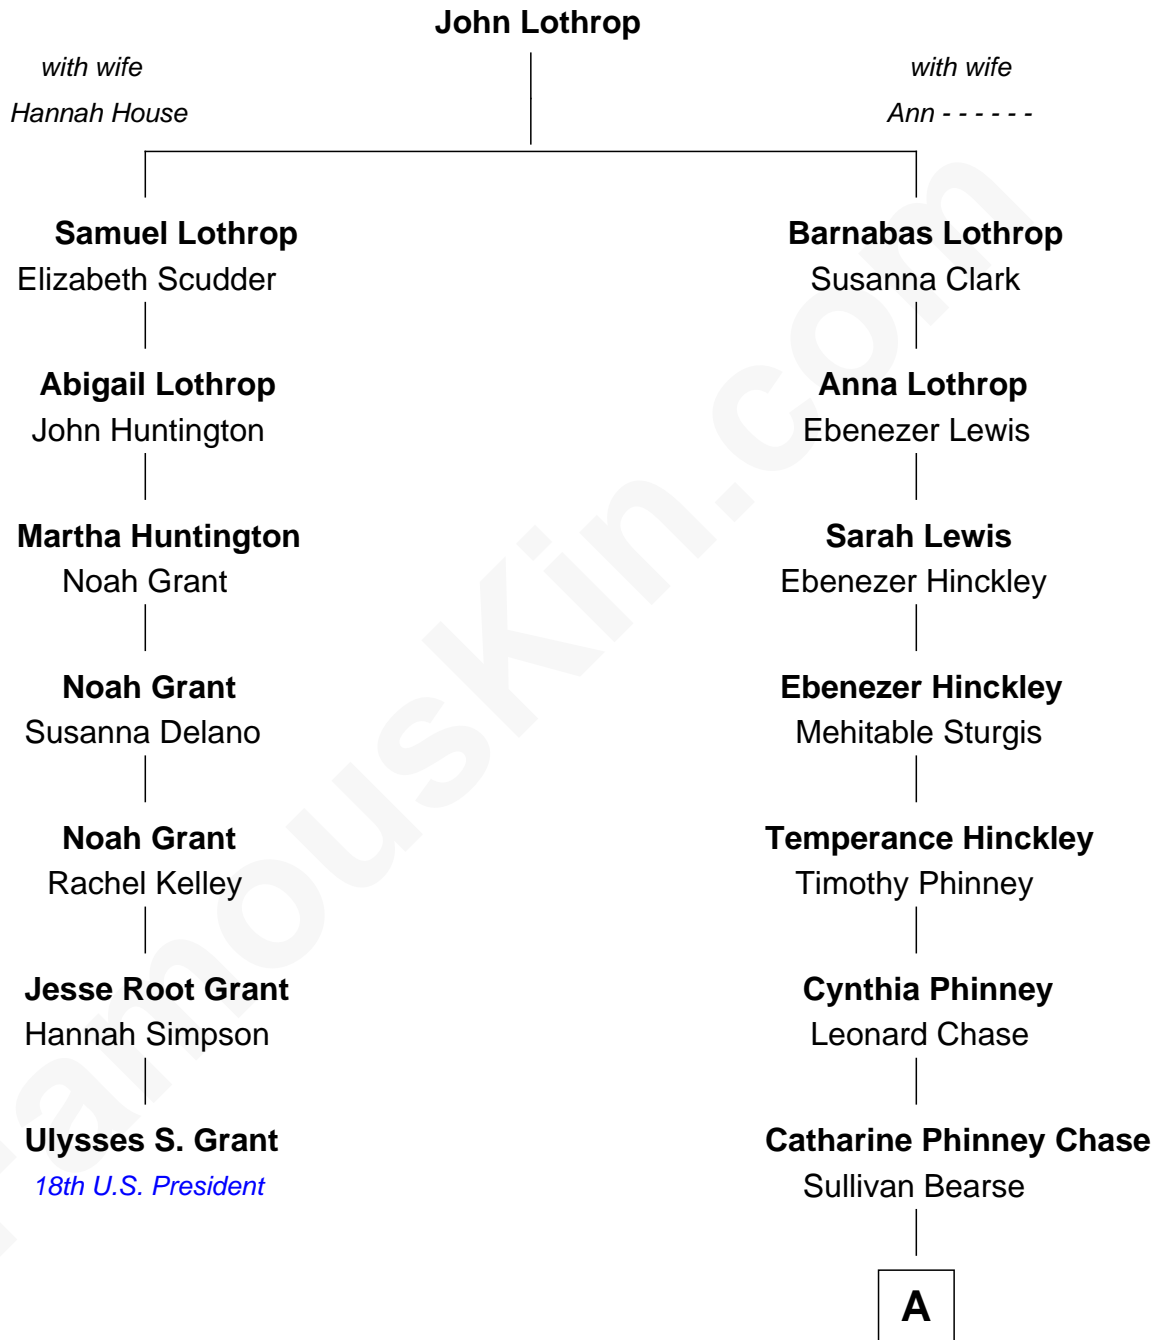 John Lothrop
with wife
Hannah House
with wife
Ann - - - - - -
Samuel Lothrop
Elizabeth Scudder
Barnabas Lothrop
Susanna Clark
Abigail Lothrop
John Huntington
Anna Lothrop
Ebenezer Lewis
Martha Huntington
Noah Grant
Sarah Lewis
Ebenezer Hinckley
Noah Grant
Susanna Delano
Ebenezer Hinckley
Mehitable Sturgis
Noah Grant
Rachel Kelley
Temperance Hinckley
Timothy Phinney
Jesse Root Grant
Hannah Simpson
Cynthia Phinney
Leonard Chase
Ulysses S. Grant
18th U.S. President
Catharine Phinney Chase
Sullivan Bearse
A
FamousKin.com